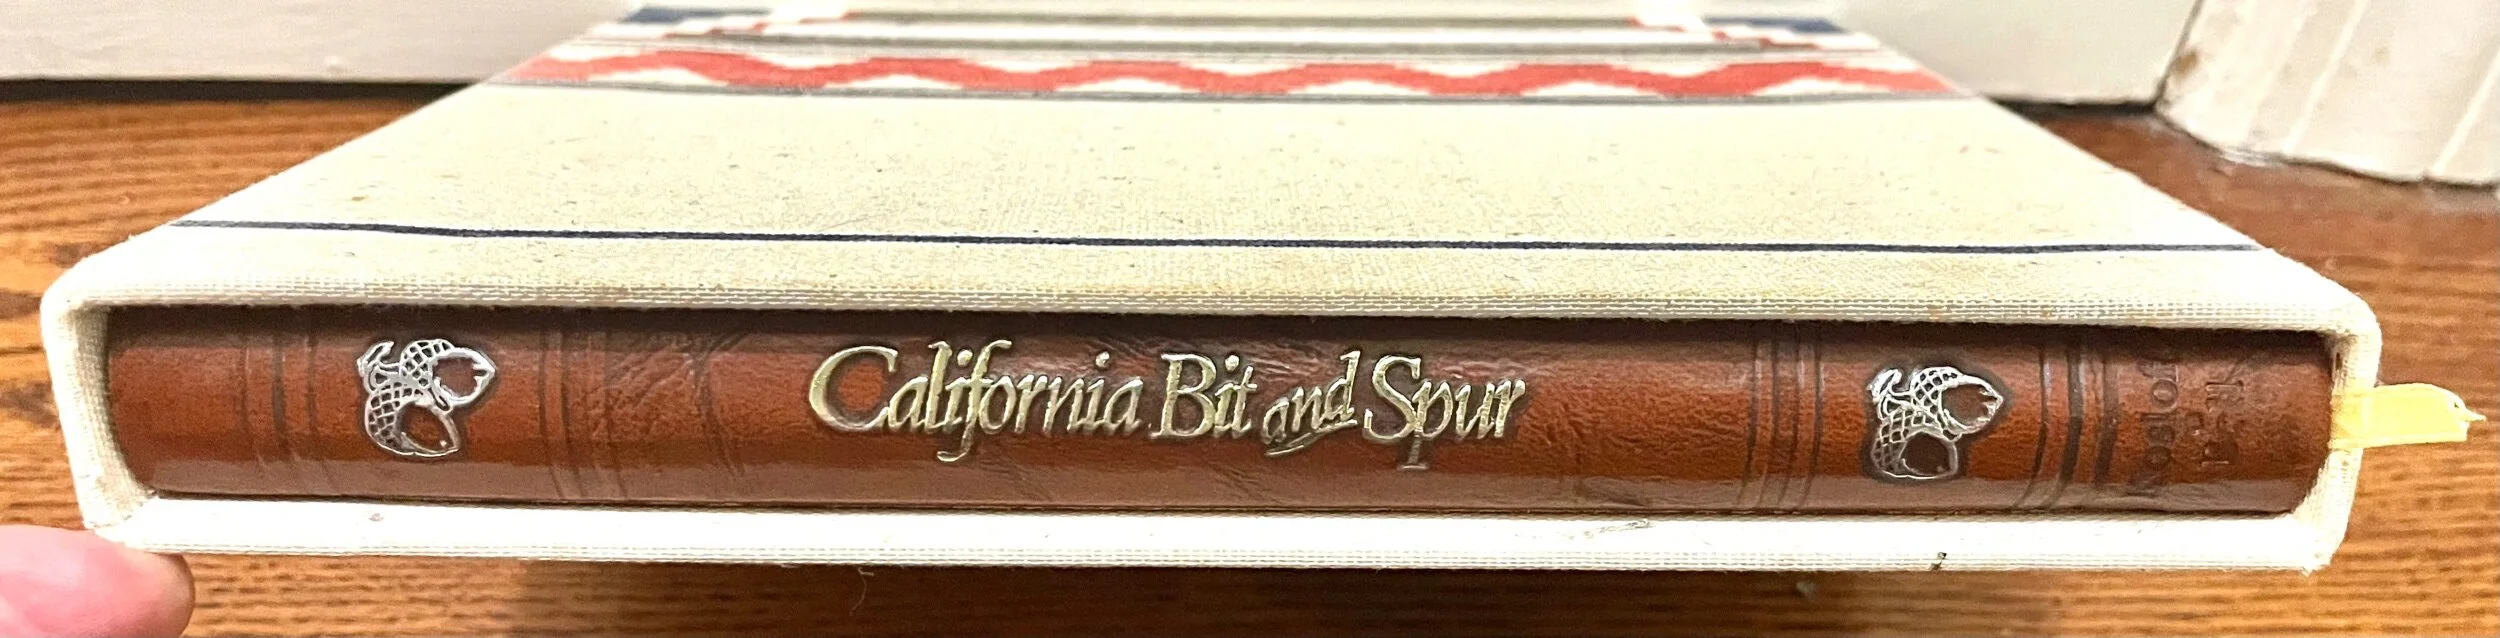 California Bit and Spur